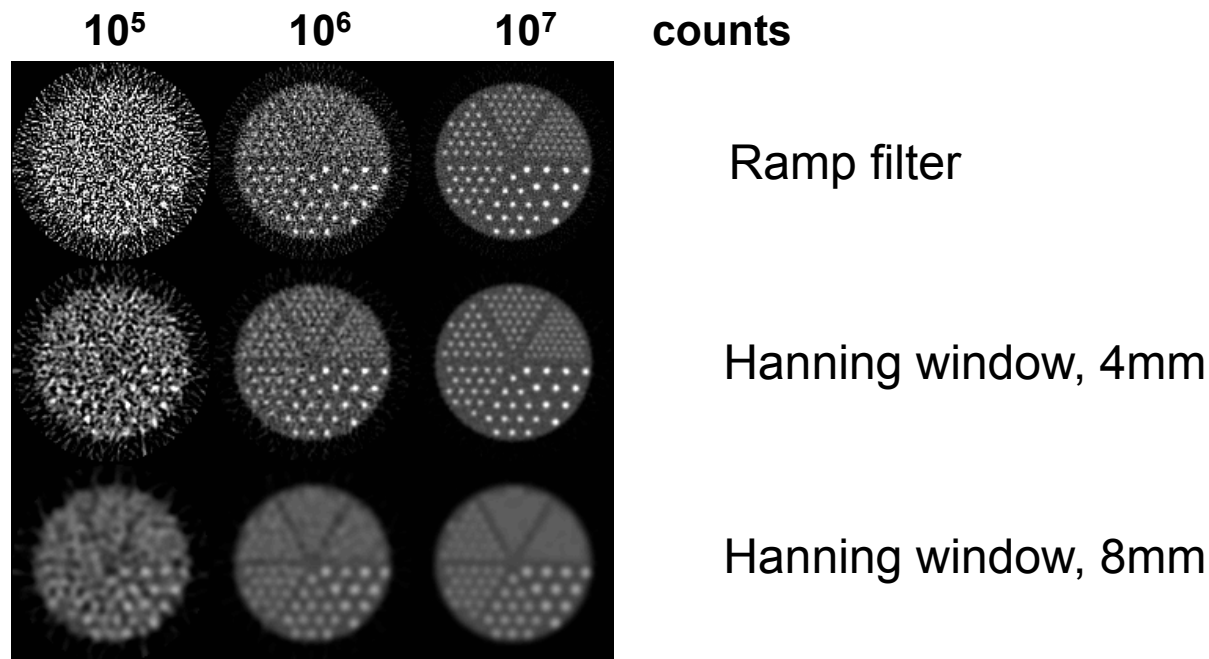 10⁵ 10⁶ 10⁷ counts
Ramp filter
Hanning window, 4mm
Hanning window, 8mm